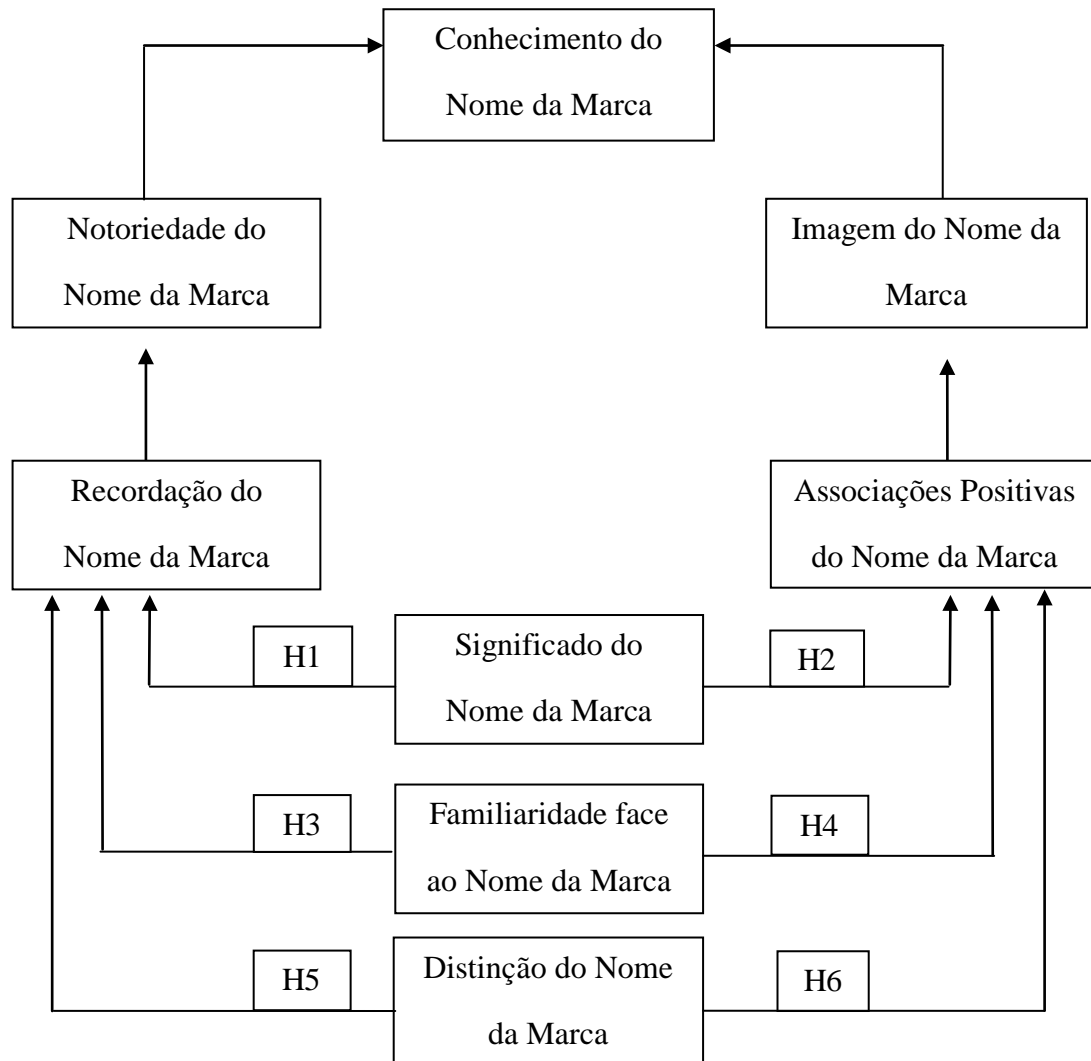 Conhecimento do
Nome da Marca
Notoriedade do
Nome da Marca
Imagem do Nome da
Marca
Recordação do
Nome da Marca
Associações Positivas
do Nome da Marca
H1
Significado do
Nome da Marca
H2
H3
Familiaridade face
ao Nome da Marca
H4
H5
Distinção do Nome
da Marca
H6